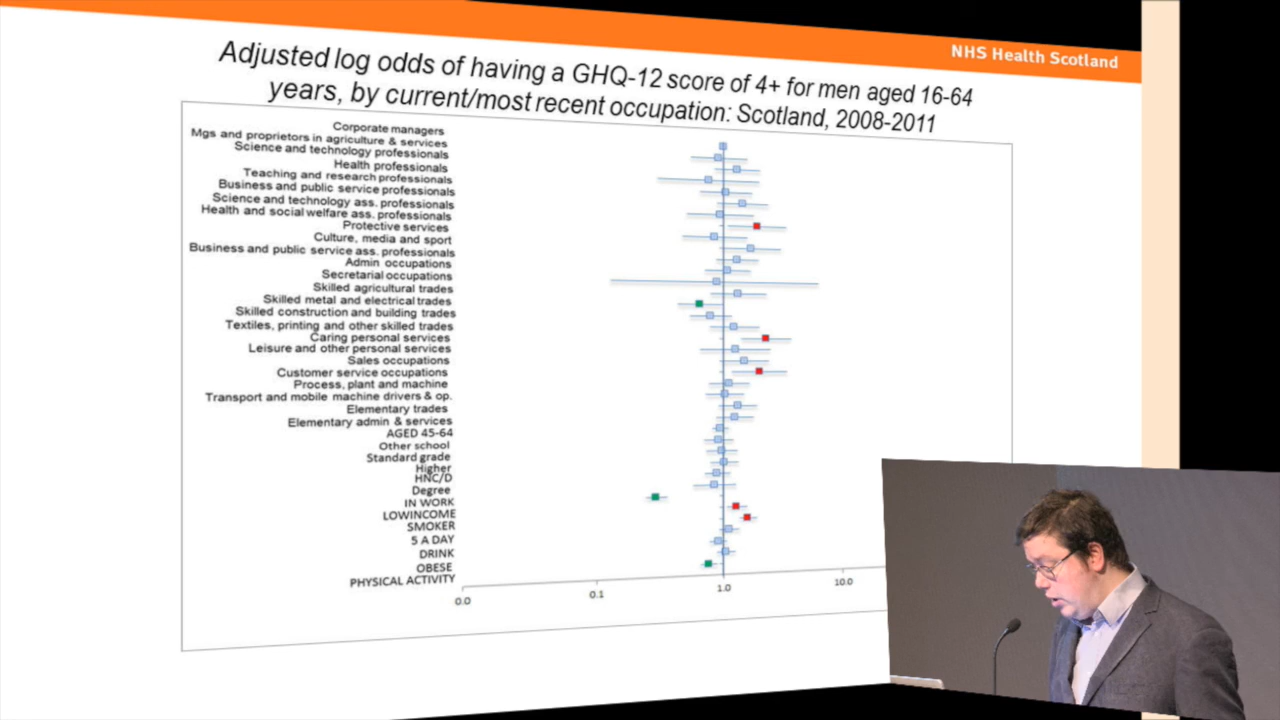 NHS Health Scotland
Adjusted log odds of having a GHQ-12 score of 4+ for men aged 16-64
years, by current/most recent occupation: Scotland, 2008-2011
Corporate managers
Mgs and proprietors in agriculture & services
Science and technology professionals
Health professionals
Teaching and research professionals
Business and public service professionals
Science and technology ass. professionals
Health and social welfare ass. professionals
Protective services
Culture, media and sport
Business and public service ass. professionals
Admin occupations
Secretarial occupations
Skilled agricultural trades
Skilled metal and electrical trades
Skilled construction and building trades
Textiles, printing and other skilled trades
Caring personal services
Leisure and other personal services
Sales occupations
Customer service occupations
Process, plant and machine
Transport and mobile machine drivers & op.
Elementary trades
Elementary admin & services
AGED 45-64
Other school
Standard grade
Higher
HNC/D
Degree
IN WORK
LOWINCOME
SMOKER
5 A DAY
DRINK
OBESE
PHYSICAL ACTIVITY
0.0 0.1 1.0 10.0